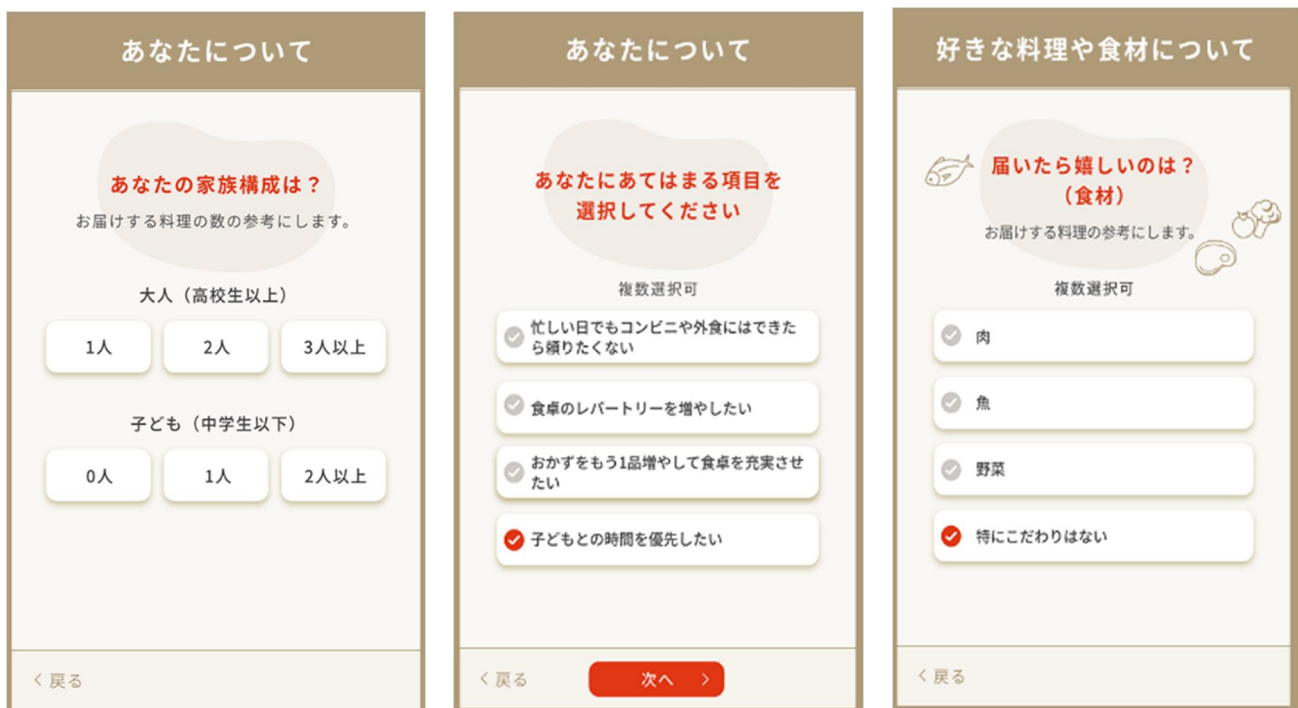 あなたについて
あなたの家族構成は？
お届けする料理の数の参考にします。
大人（高校生以上）
1人
2人
3人以上
子ども（中学生以下）
0人
1人
2人以上
戻る
あなたについて
あなたにあてはまる項目を
選択してください
複数選択可
忙しい日でもコンビニや外食にはできた
ら頼りたくない
食卓のレパートリーを増やしたい
おかずをもう1品増やして食卓を充実させ
たい
子どもとの時間を優先したい
戻る
次へ
好きな料理や食材について
届いたら嬉しいのは？
（食材）
お届けする料理の参考にします。
複数選択可
肉
魚
野菜
特にこだわりはない
戻る